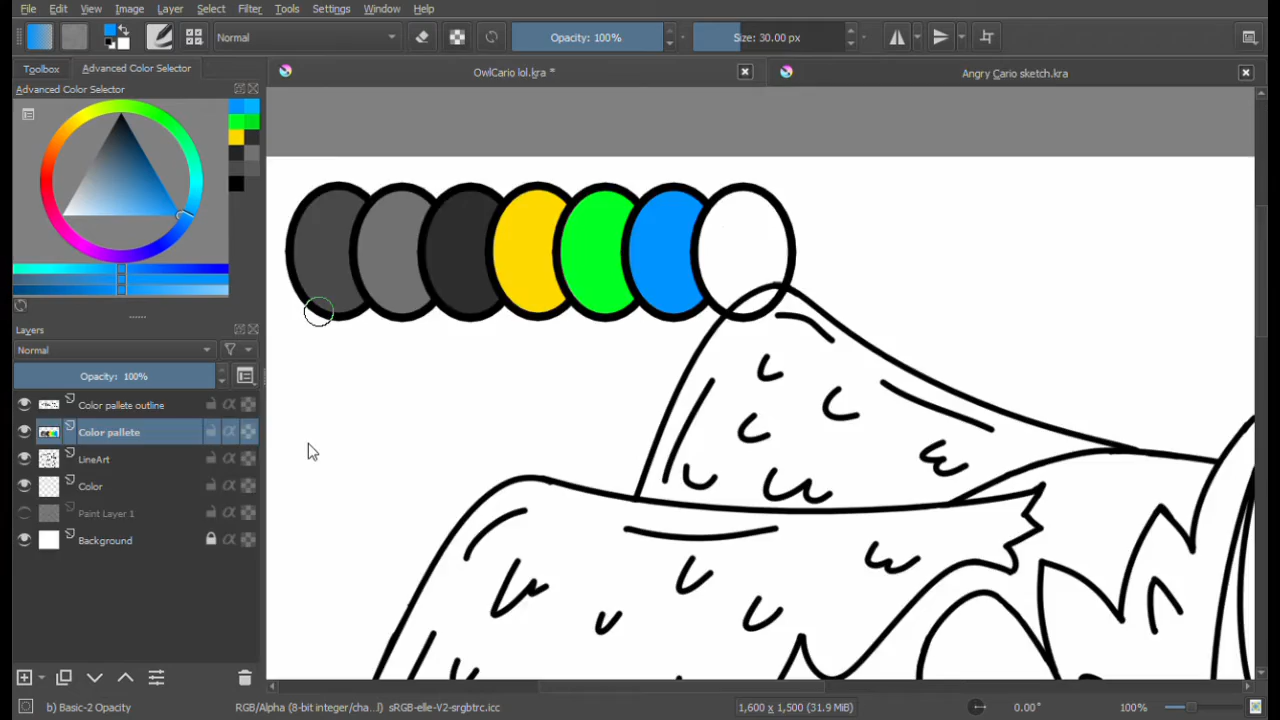 File Edit View Image Layer Select Filter Tools Settings Window Help
Normal Opacity: 100% Size: 30.00 px
Toolbox Advanced Color Selector OwlCario lol.kra * Angry Cario sketch.kra
Advanced Color Selector
Layers
Normal
Opacity: 100%
Color pallete outline
Color pallete
LineArt
Color
Paint Layer 1
Background
b) Basic-2 Opacity RGB/Alpha (8-bit integer/cha...l) sRGB-elle-V2-srgbtrc.icc 1,600 x 1,500 (31.9 MiB) 0.00° 100%